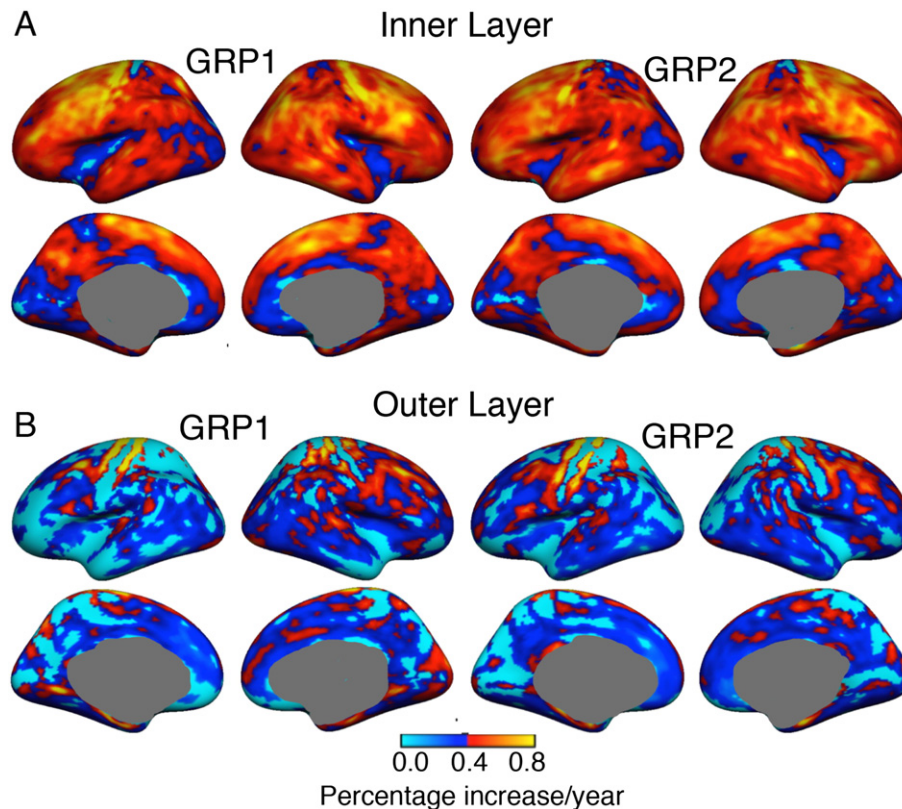 A
Inner Layer
GRP1
GRP2
B
Outer Layer
GRP1
GRP2
0.0 0.4 0.8
Percentage increase/year